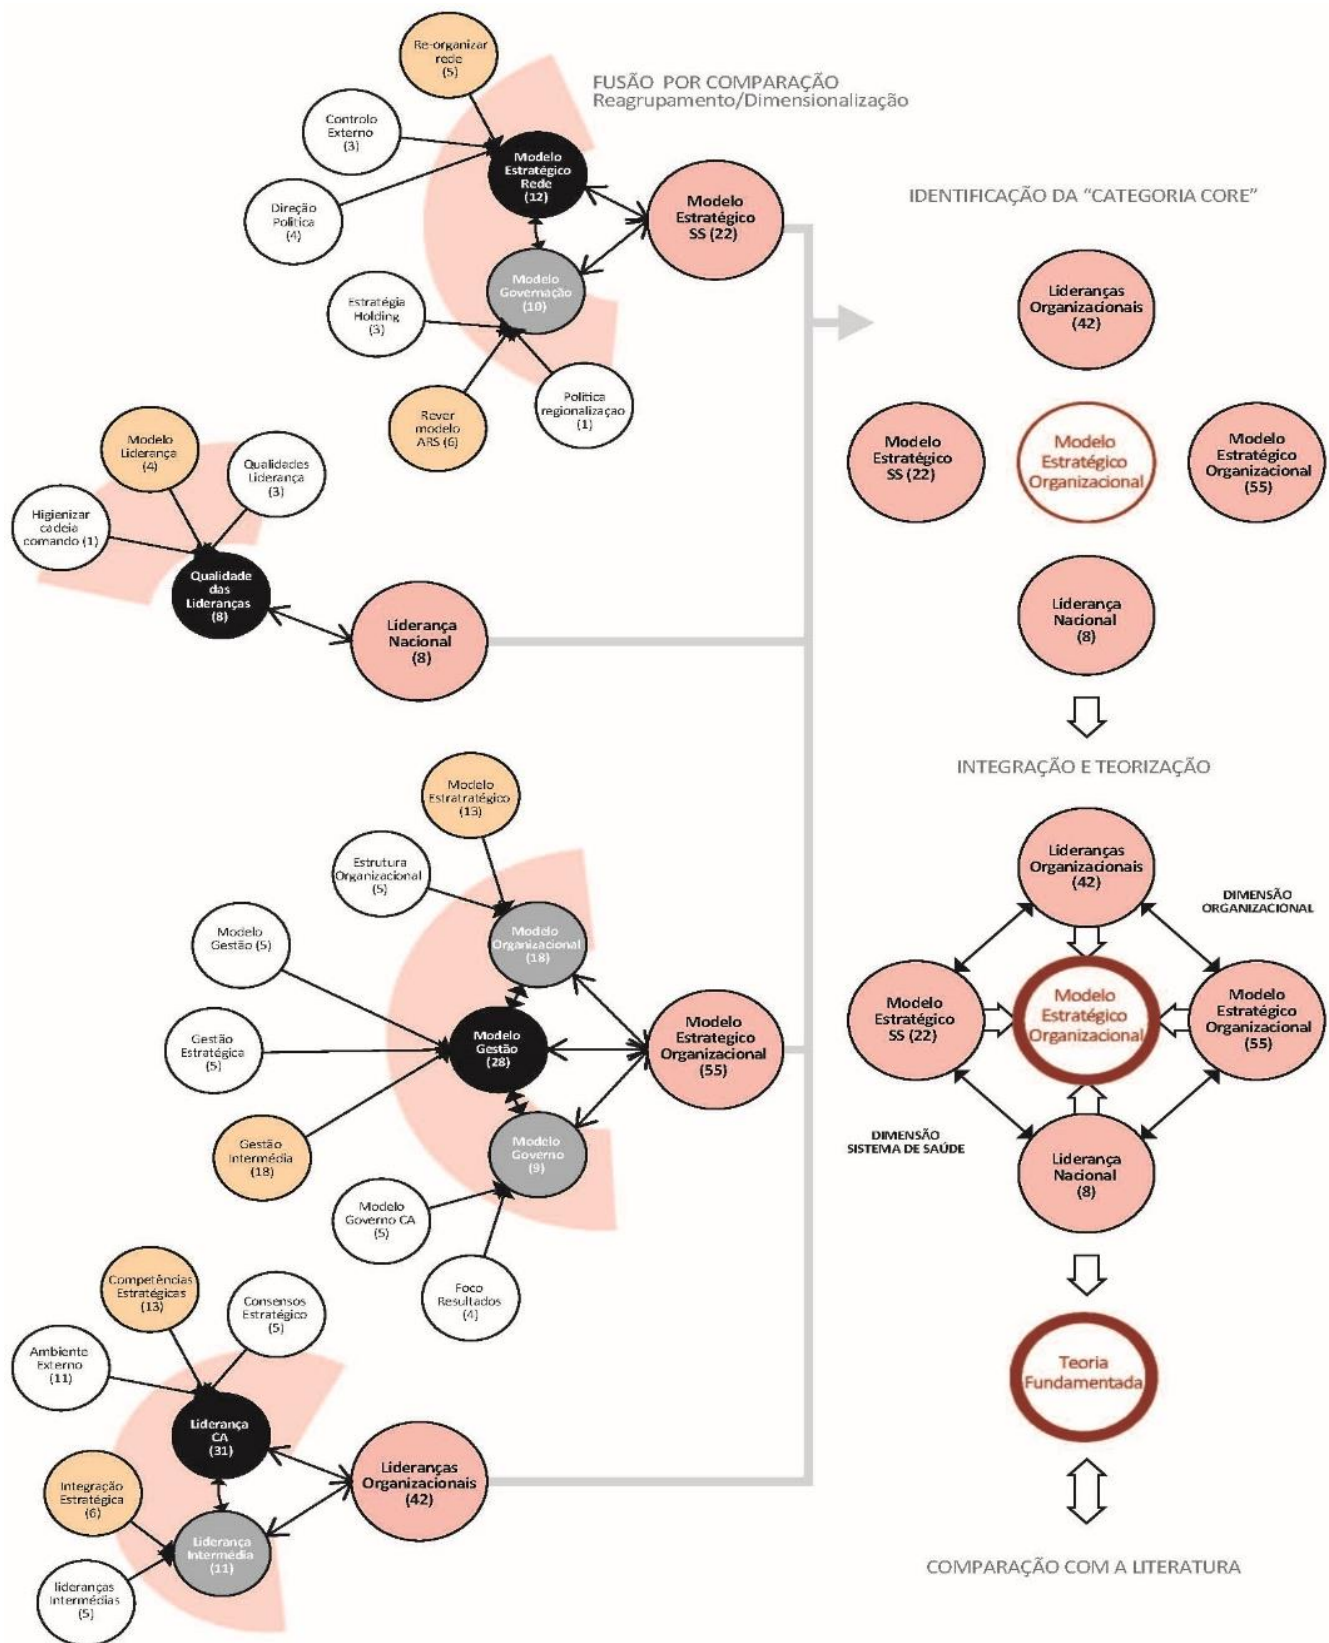 Re-organizar
rede
(5)
FUSÃO POR COMPARAÇÃO
Reagrupamento/Dimensionalização
Controlo
Externo
(3)
Modelo
Estratégico
Rede
(12)
Direção
Politica
(4)
Modelo
Estratégico
SS (22)
Modelo
Governação
(10)
Estratégia
Holding
(3)
Rever
modelo
ARS (6)
Politica
regionalizaçao
(1)
Modelo
Liderança
(4)
Qualidades
Liderança
(3)
Higienizar
cadeia
comando (1)
Qualidade
das
Lideranças
(8)
Liderança
Nacional
(8)
Modelo
Estratratégico
(13)
Estrutura
Organizacional
(5)
Modelo
Gestão (5)
Modelo
Organizacional
(18)
Gestão
Estratégica
(5)
Modelo
Gestão
(28)
Modelo
Estrategico
Organizacional
(55)
Gestão
Intermédia
(18)
Modelo
Governo
(9)
Modelo
Governo CA
(5)
Foco
Resultados
(4)
Competências
Estratégicas
(13)
Consensos
Estratégico
(5)
Ambiente
Externo
(11)
Liderança
CA
(31)
Integração
Estratégica
(6)
Lideranças
Organizacionais
(42)
Liderança
Intermédia
(11)
lideranças
Intermédias
(5)
IDENTIFICAÇÃO DA “CATEGORIA CORE”
Lideranças
Organizacionais
(42)
Modelo
Estratégico
SS (22)
Modelo
Estratégico
Organizacional
Modelo
Estratégico
Organizacional
(55)
Liderança
Nacional
(8)
INTEGRAÇÃO E TEORIZAÇÃO
Lideranças
Organizacionais
(42)
DIMENSÃO
ORGANIZACIONAL
Modelo
Estratégico
SS (22)
Modelo
Estratégico
Organizacional
Modelo
Estratégico
Organizacional
(55)
DIMENSÃO
SISTEMA DE SAÚDE
Liderança
Nacional
(8)
Teoria
Fundamentada
COMPARAÇÃO COM A LITERATURA